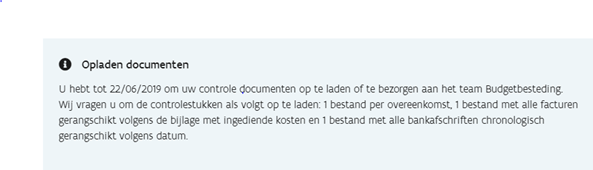 Opladen documenten
U hebt tot 22/06/2019 om uw controle documenten op te laden of te bezorgen aan het team Budgetbesteding.
Wij vragen u om de controlestukken als volgt op te laden: 1 bestand per overeenkomst, 1 bestand met alle facturen
gerangschikt volgens de bijlage met ingediende kosten en 1 bestand met alle bankafschriften chronologisch
gerangschikt volgens datum.